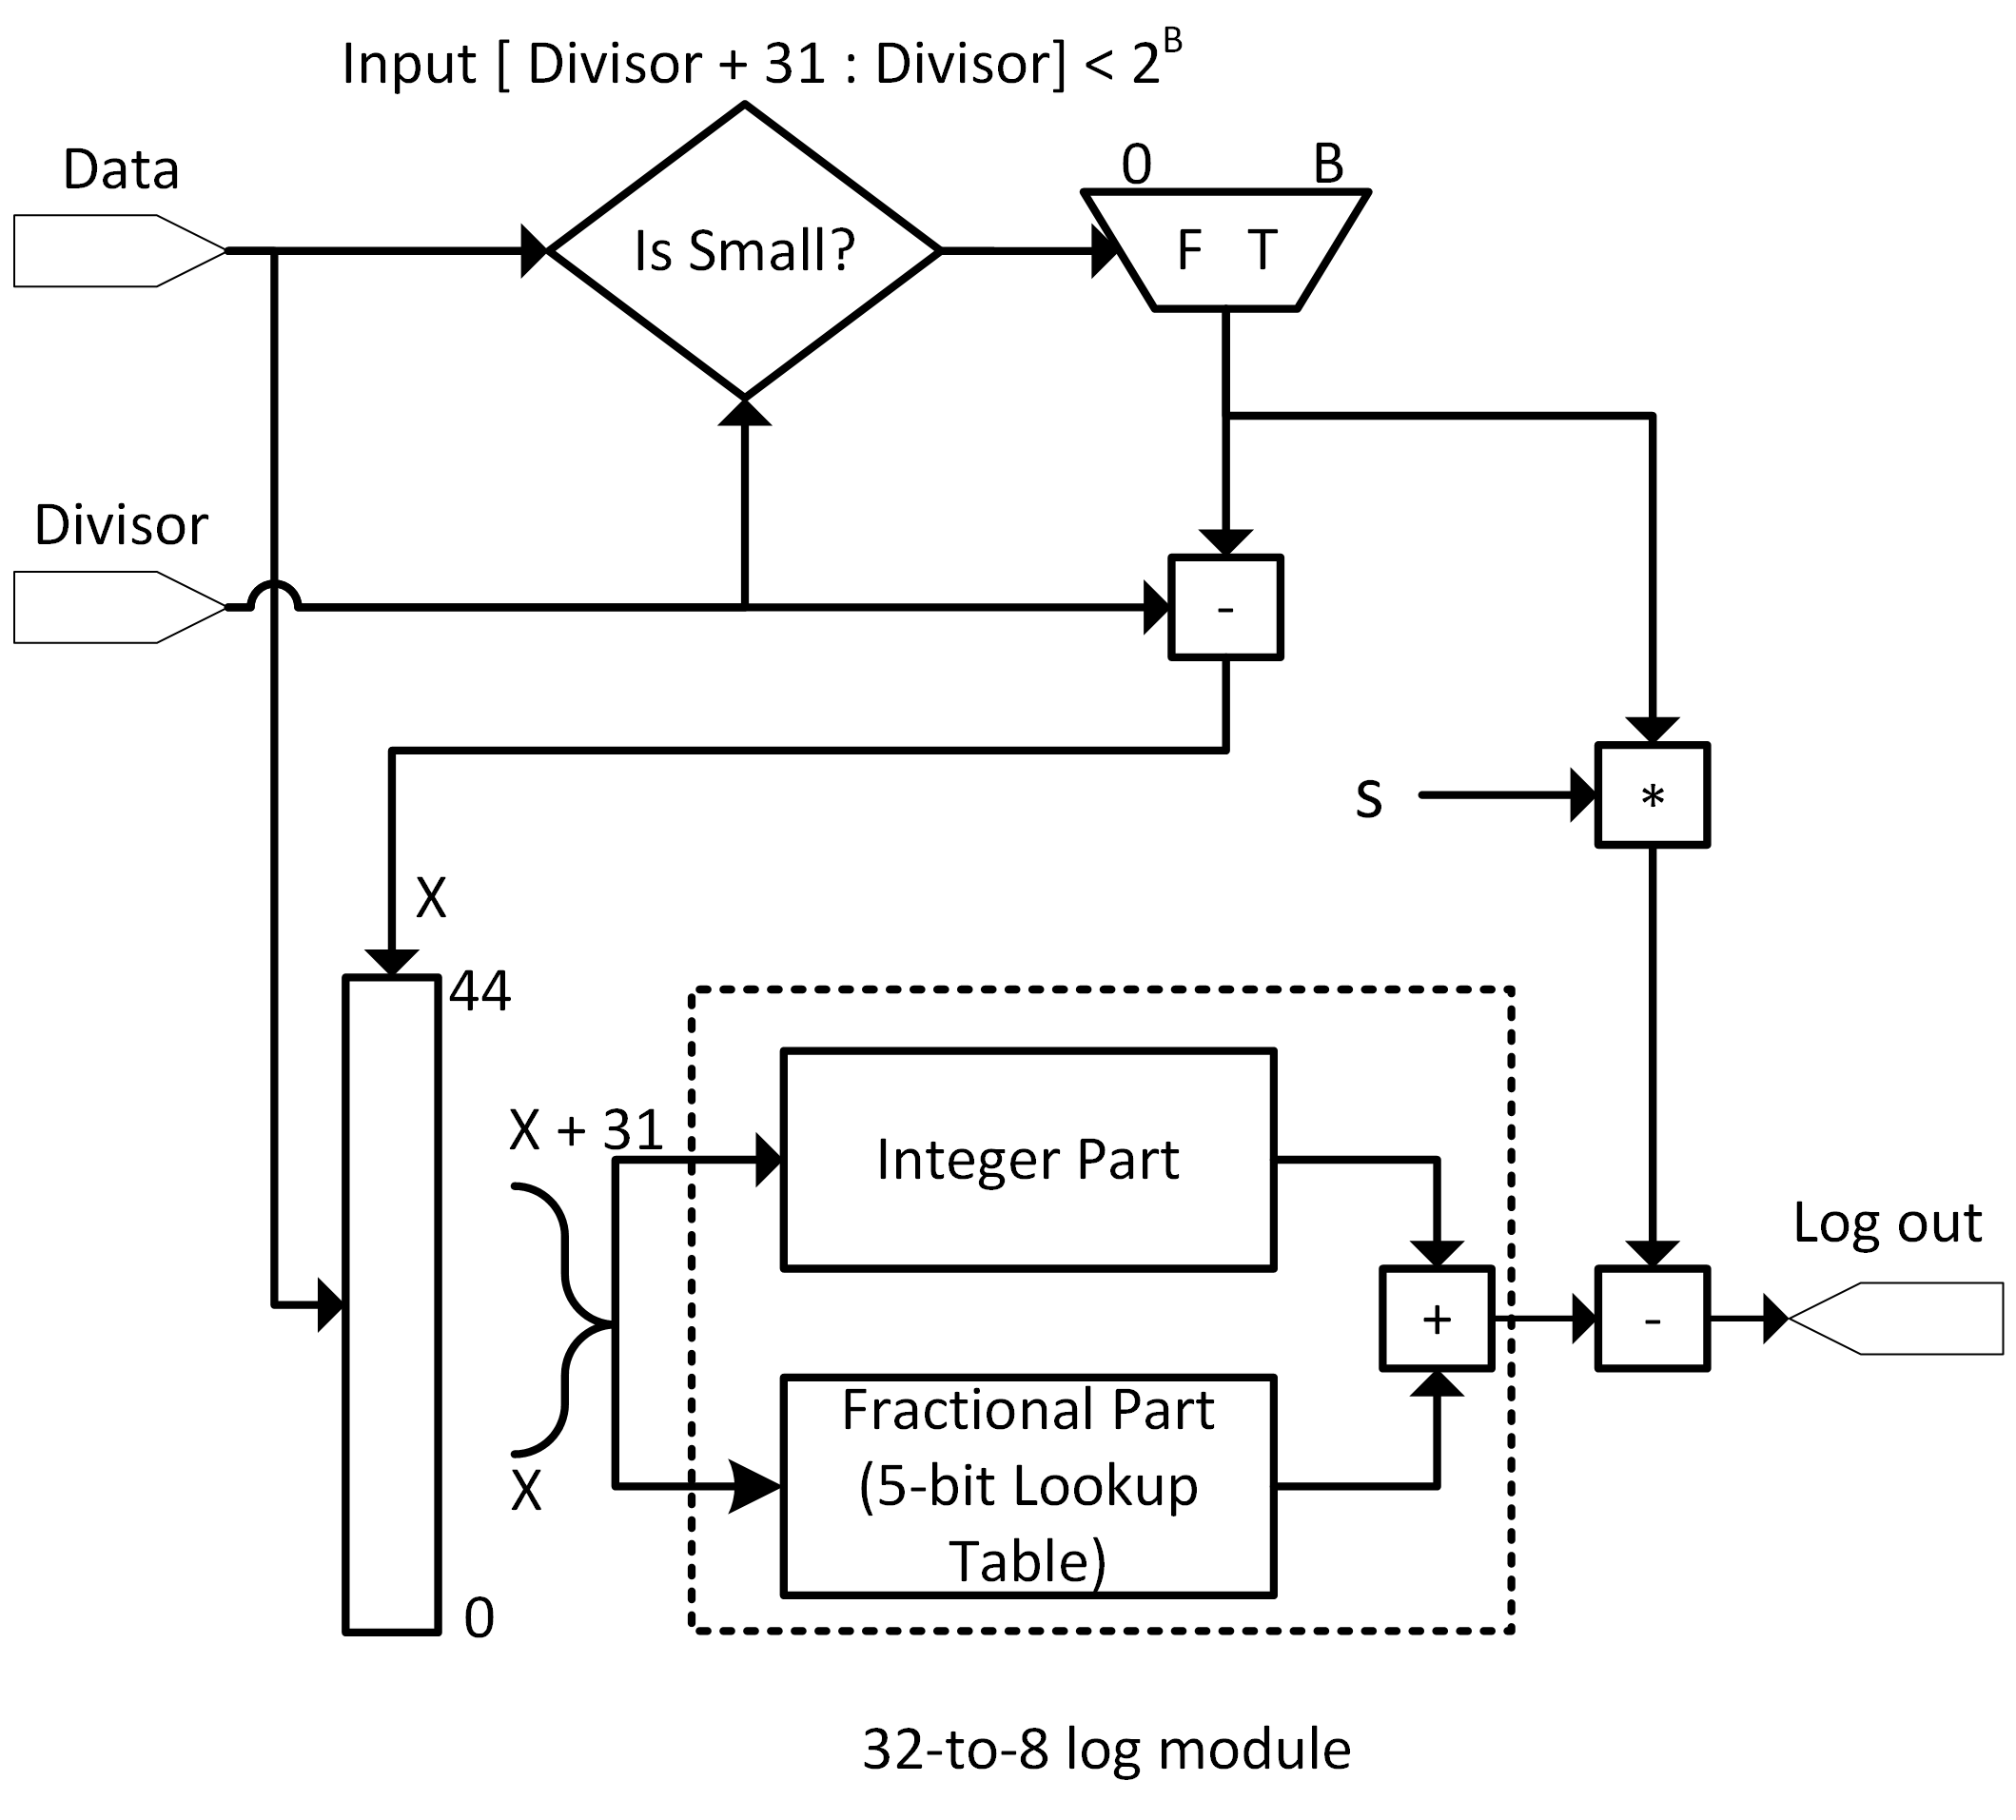 Input [ Divisor + 31 : Divisor] < 2^B
Data
0 B
Is Small?
F T
Divisor
-
S
*
X
44
X + 31
Integer Part
Log out
+
-
Fractional Part
(5-bit Lookup
Table)
X
0
32-to-8 log module